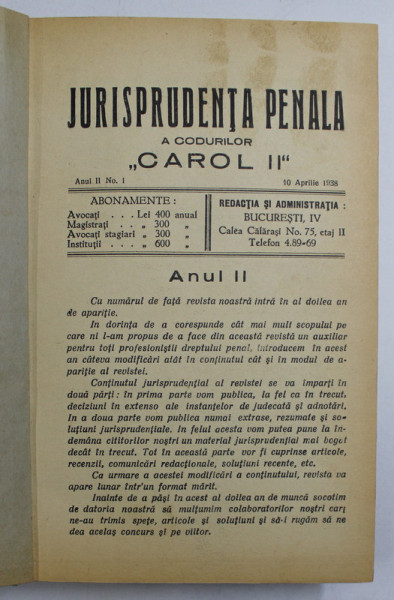 JURISPRUDENȚA PENALA
A CODURILOR
„CAROL II"
Anul II No. 1
10 Aprilie 1938
ABONAMENTE :
Avocați . . . Lei 400 anual
Magistrați . . „ 300 „
Avocați stagiari „ 300 „
Instituții . . . „ 600 „
REDACȚIA ȘI ADMINISTRAȚIA :
BUCUREȘTI, IV
Calea Călărași No. 75, etaj II
Telefon 4.89-69
Anul II
Cu numărul de față revista noastră intră în al doilea an
de apariție.
In dorința de a corespunde cât mai mult scopului pe
care ni l-am propus de a face din această revistă un auxiliar
pentru toți profesioniștii dreptului penal, introducem în acest
an câteva modificări atât în conținutul cât și în modul de a-
pariție al revistei.
Conținutul jurisprudențial al revistei se va împarți în
două părți : în prima parte vom publica, la fel ca în trecut,
deciziuni în extenso ale instanțelor de judecată și adnotări.
In a doua parte vom publica numai extrase, rezumate și so-
luțiuni jurisprudențiale. In felul acesta vom putea pune la în-
demâna cititorilor noștri un material jurisprudențial mai bogat
decât în trecut. Tot în această parte vor fi cuprinse articole,
recenzii, comunicări redacționale, soluțiuni recente, etc.
Ca urmare a acestei modificări a conținutului, revista va
apare lunar într'un format mărit.
Inainte de a păși în acest al doilea an de muncă socotim
de datoria noastră să mulțumim colaboratorilor noștri cari
ne-au trimis spețe, articole și soluțiuni și să-i rugăm să ne
dea același concurs și pe viitor.